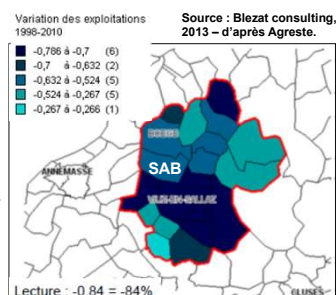 Variation des exploitations
1998-2010
Source : Blezat consulting,
2013 – d'après Agreste.
-0,786 à -0,7 (6)
-0,7 à -0,632 (2)
-0,632 à -0,524 (5)
-0,524 à -0,267 (5)
-0,267 à -0,266 (1)
BOEGE
SAB
ANNEMASSE
VIUZ-EN-SALLAZ
Lecture : -0,84 = -84%
CLUSES